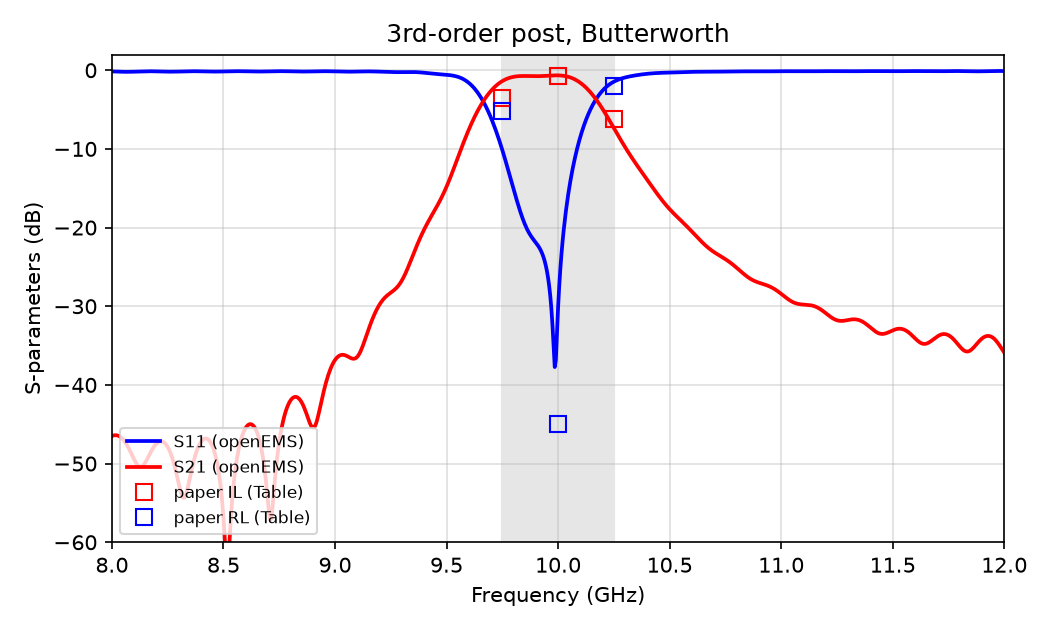 3rd-order post, Butterworth
S-parameters (dB)
0
−10
−20
−30
−40
−50
−60
S11 (openEMS)
S21 (openEMS)
paper IL (Table)
paper RL (Table)
8.0 8.5 9.0 9.5 10.0 10.5 11.0 11.5 12.0
Frequency (GHz)